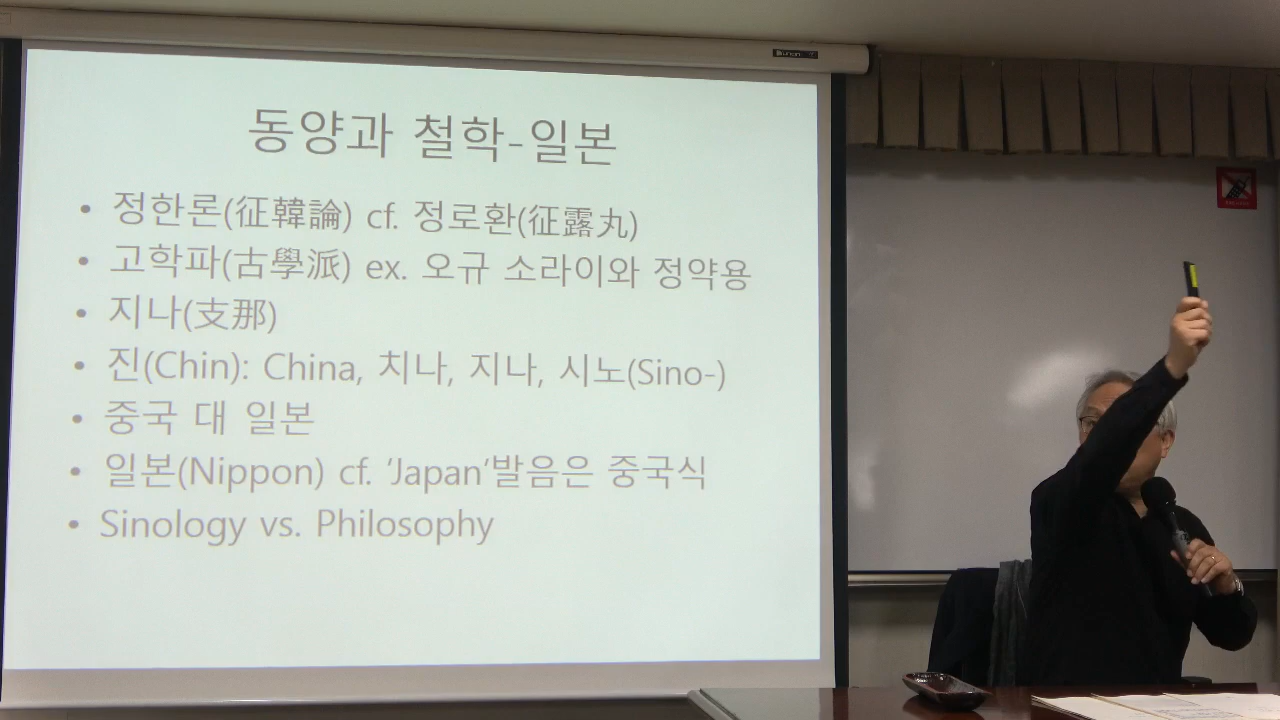 동양과 철학-일본
• 정한론(征韓論) cf. 정로환(征露丸)
• 고학파(古學派) ex. 오규 소라이와 정약용
• 지나(支那)
• 진(Chin): China, 치나, 지나, 시노(Sino-)
• 중국 대 일본
• 일본(Nippon) cf. 'Japan'발음은 중국식
• Sinology vs. Philosophy